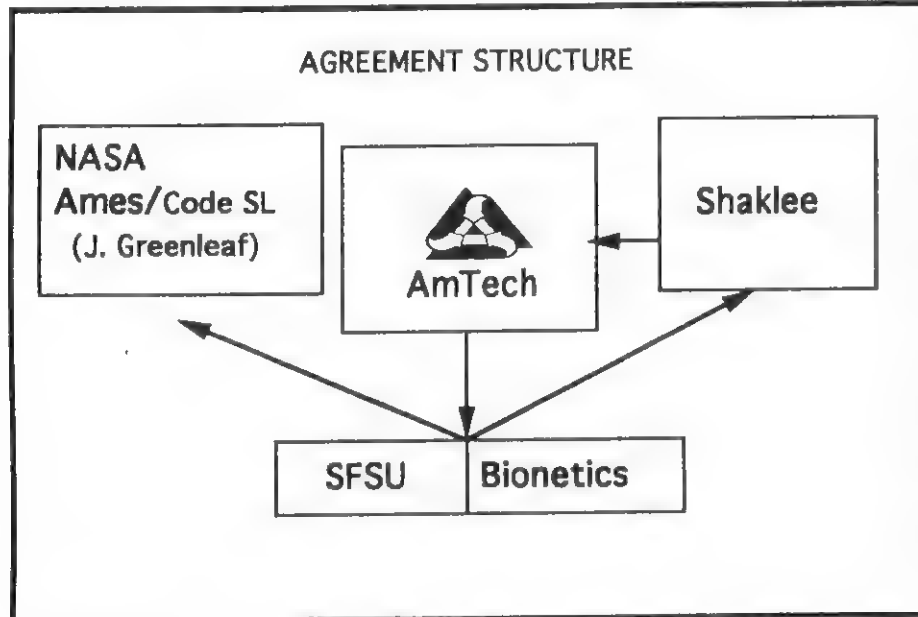 AGREEMENT STRUCTURE
NASA
Ames/Code SL
(J. Greenleaf)
AmTech
Shaklee
SFSU
Bionetics